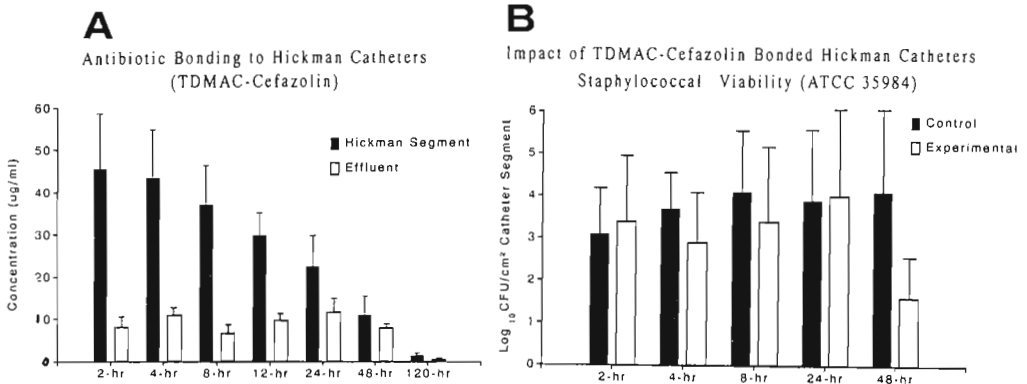 A
Antibiotic Bonding to Hickman Catheters
(TDMAC-Cefazolin)
60
50
40
30
20
10
0
Concentration (ug/ml)
Hickman Segment
Effluent
2-hr 4-hr 8-hr 12-hr 24-hr 48-hr 120-hr
B
Impact of TDMAC-Cefazolin Bonded Hickman Catheters
Staphylococcal Viability (ATCC 35984)
6
5
4
3
2
1
0
Log 10 CFU/cm² Catheter Segment
Control
Experimental
2-hr 4-hr 8-hr 24-hr 48-hr